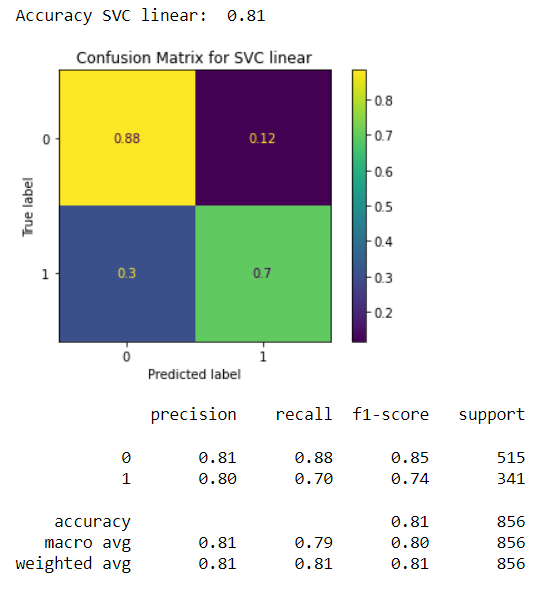 Accuracy SVC linear:  0.81
Confusion Matrix for SVC linear
0.8
0 0.88 0.12
0.7
0.6
True label
0.5
0.4
1 0.3 0.7
0.3
0.2
0 1
Predicted label
precision recall f1-score support
0 0.81 0.88 0.85 515
1 0.80 0.70 0.74 341
accuracy 0.81 856
macro avg 0.81 0.79 0.80 856
weighted avg 0.81 0.81 0.81 856